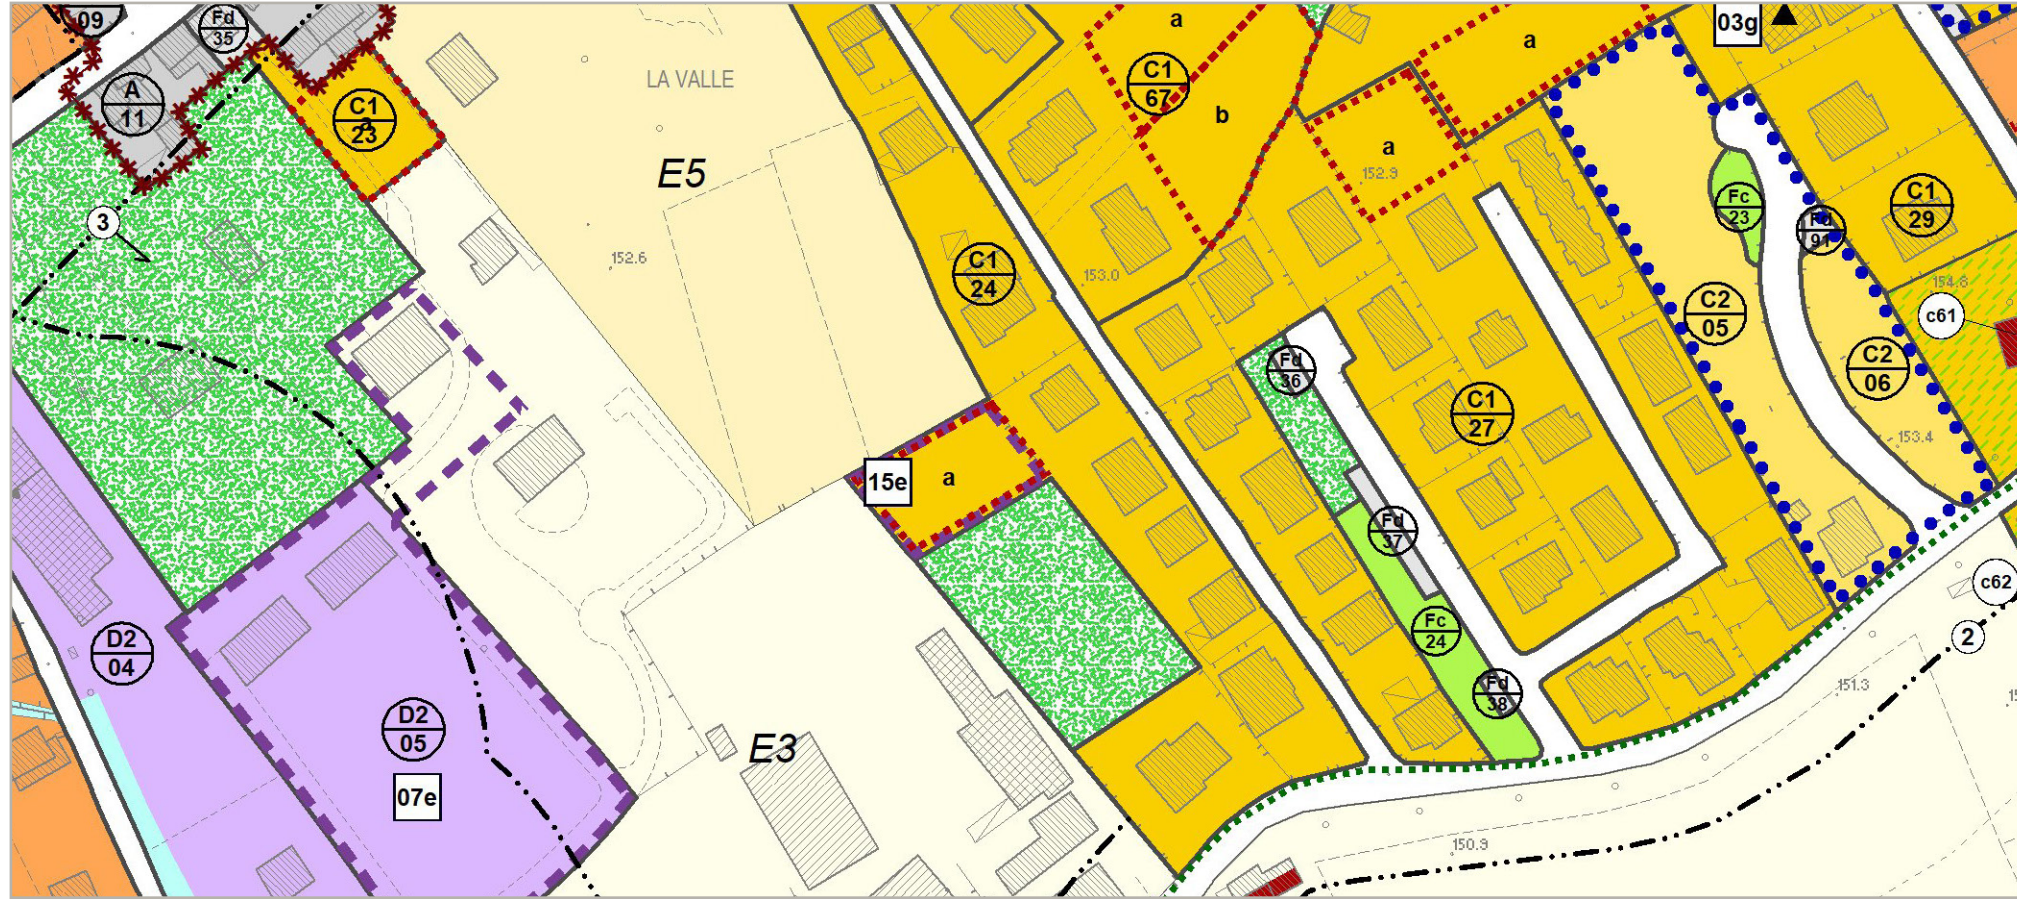 09
Fd
35
a
03g
a
A
11
C1
a
23
LA VALLE
C1
67
b
a
152.9
E5
3
Fc
23
Fd
91
C1
29
152.6
C1
24
153.0
154.8
c61
C2
05
C2
06
Fd
36
C1
27
153.4
15e
a
Fd
37
c62
2
Fc
24
D2
04
Fd
38
151.3
D2
05
E3
07e
150.9